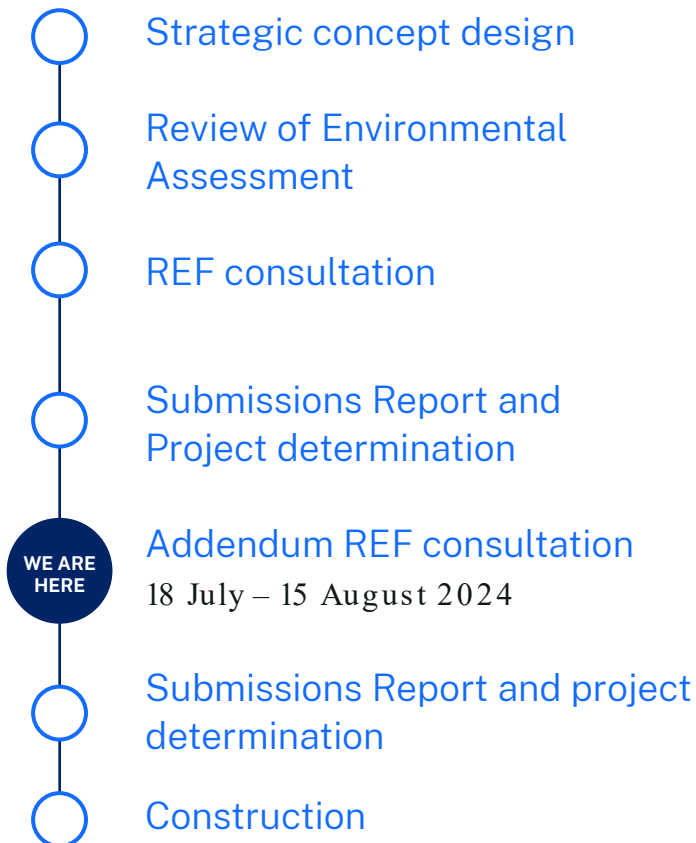 Strategic concept design
Review of Environmental
Assessment
REF consultation
Submissions Report and
Project determination
WE ARE
HERE
Addendum REF consultation
18 July – 15 August 2024
Submissions Report and project
determination
Construction